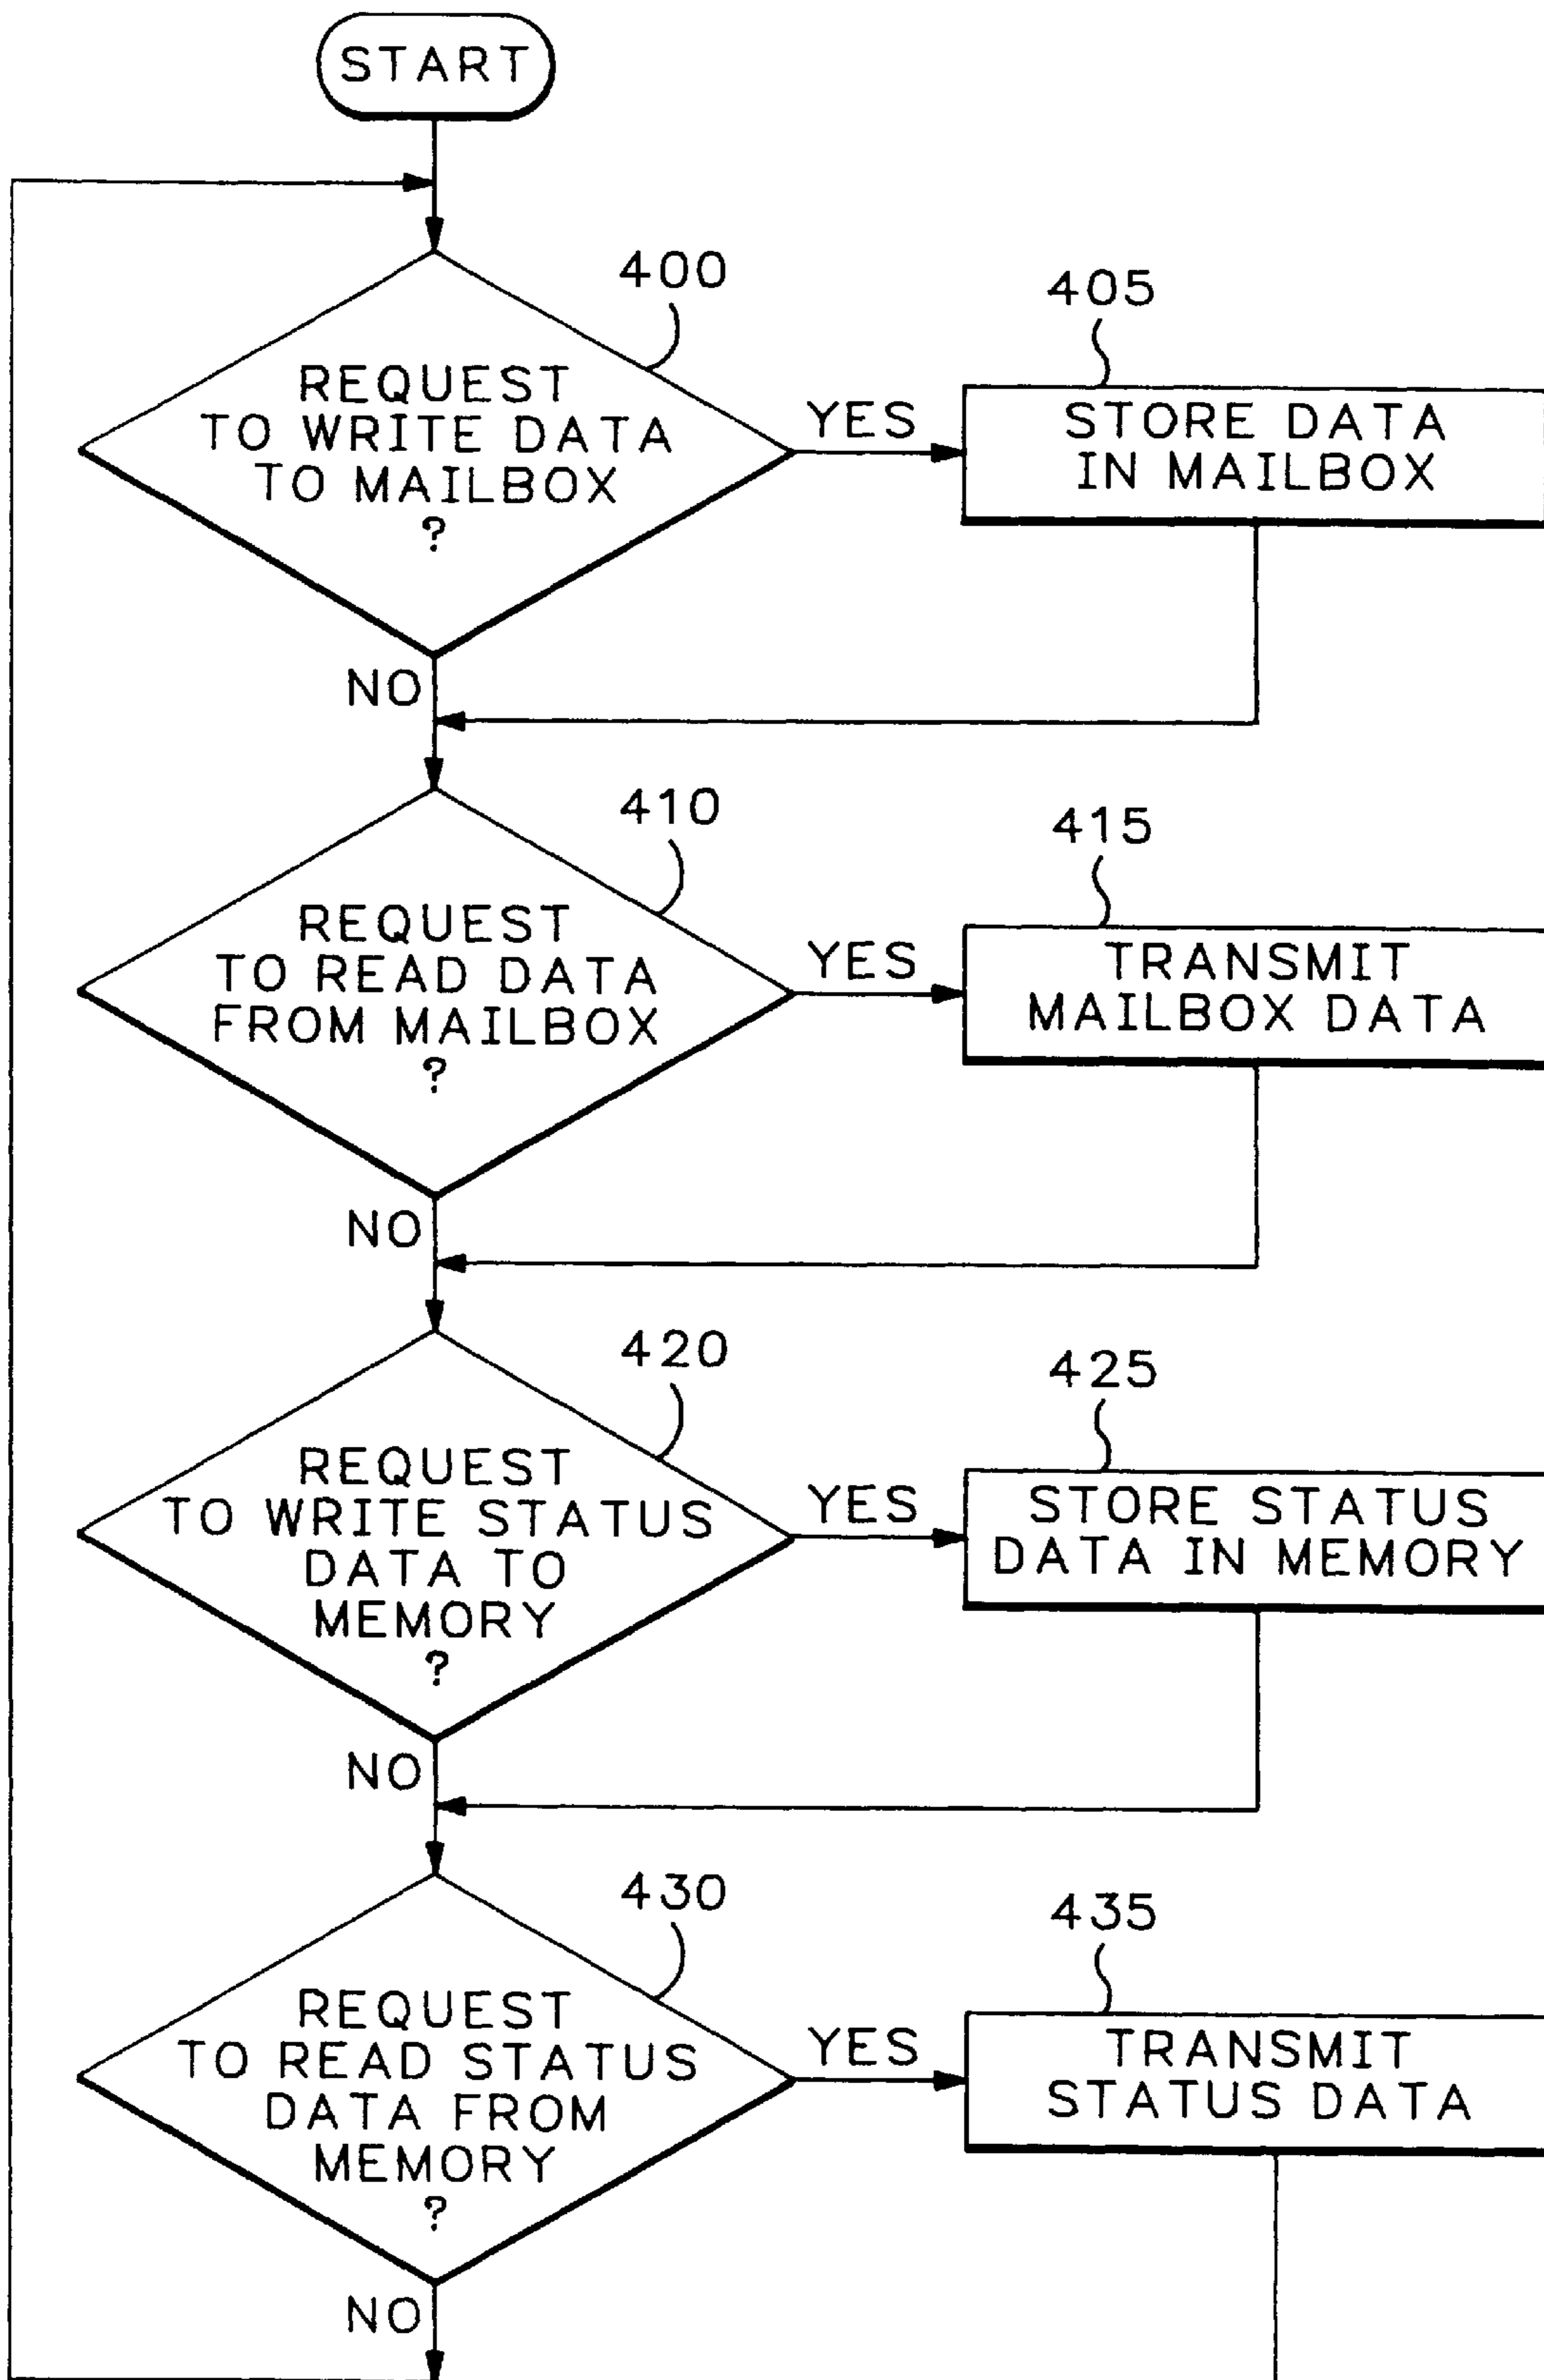 START
400
REQUEST
TO WRITE DATA
TO MAILBOX
?
YES
405
STORE DATA
IN MAILBOX
NO
410
REQUEST
TO READ DATA
FROM MAILBOX
?
YES
415
TRANSMIT
MAILBOX DATA
NO
420
REQUEST
TO WRITE STATUS
DATA TO
MEMORY
?
YES
425
STORE STATUS
DATA IN MEMORY
NO
430
REQUEST
TO READ STATUS
DATA FROM
MEMORY
?
YES
435
TRANSMIT
STATUS DATA
NO